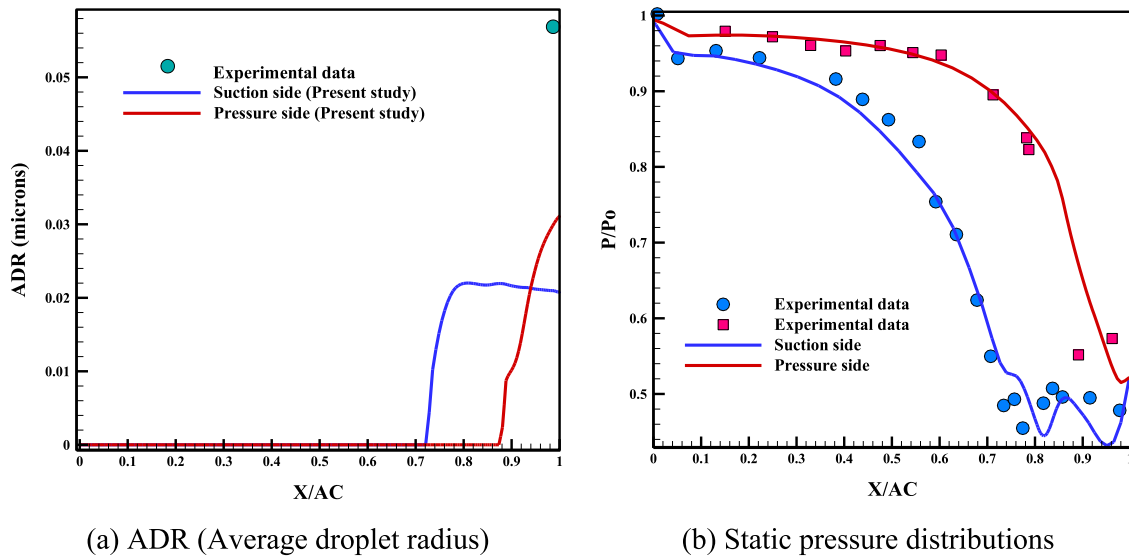 ADR (microns)
0.05
0.04
0.03
0.02
0.01
0
Experimental data
Suction side (Present study)
Pressure side (Present study)
0 0.1 0.2 0.3 0.4 0.5 0.6 0.7 0.8 0.9 1
X/AC
(a) ADR (Average droplet radius)
P/Po
1
0.9
0.8
0.7
0.6
0.5
Experimental data
Experimental data
Suction side
Pressure side
0 0.1 0.2 0.3 0.4 0.5 0.6 0.7 0.8 0.9 1
X/AC
(b) Static pressure distributions